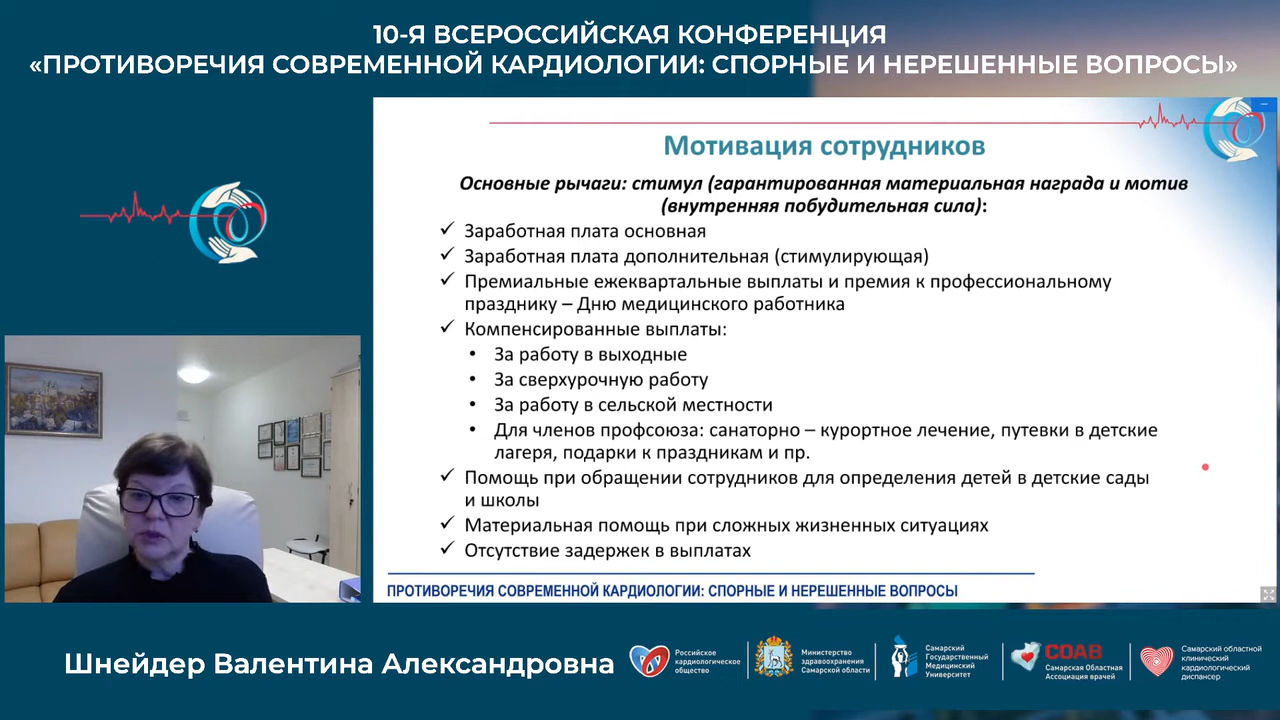 10-Я ВСЕРОССИЙСКАЯ КОНФЕРЕНЦИЯ
«ПРОТИВОРЕЧИЯ СОВРЕМЕННОЙ КАРДИОЛОГИИ: СПОРНЫЕ И НЕРЕШЕННЫЕ ВОПРОСЫ»
Мотивация сотрудников
Основные рычаги: стимул (гарантированная материальная награда и мотив
(внутренняя побудительная сила):
✓ Заработная плата основная
✓ Заработная плата дополнительная (стимулирующая)
✓ Премиальные ежеквартальные выплаты и премия к профессиональному
празднику – Дню медицинского работника
✓ Компенсированные выплаты:
• За работу в выходные
• За сверхурочную работу
• За работу в сельской местности
• Для членов профсоюза: санаторно – курортное лечение, путевки в детские
лагеря, подарки к праздникам и пр.
✓ Помощь при обращении сотрудников для определения детей в детские сады
и школы
✓ Материальная помощь при сложных жизненных ситуациях
✓ Отсутствие задержек в выплатах
ПРОТИВОРЕЧИЯ СОВРЕМЕННОЙ КАРДИОЛОГИИ: СПОРНЫЕ И НЕРЕШЕННЫЕ ВОПРОСЫ
Шнейдер Валентина Александровна
Российское
кардиологическое
общество
Министерство
здравоохранения
Самарской области
Самарский
Государственный
Медицинский
Университет
СОАВ
Самарская Областная
Ассоциация врачей
Самарский областной
клинический
кардиологический
диспансер